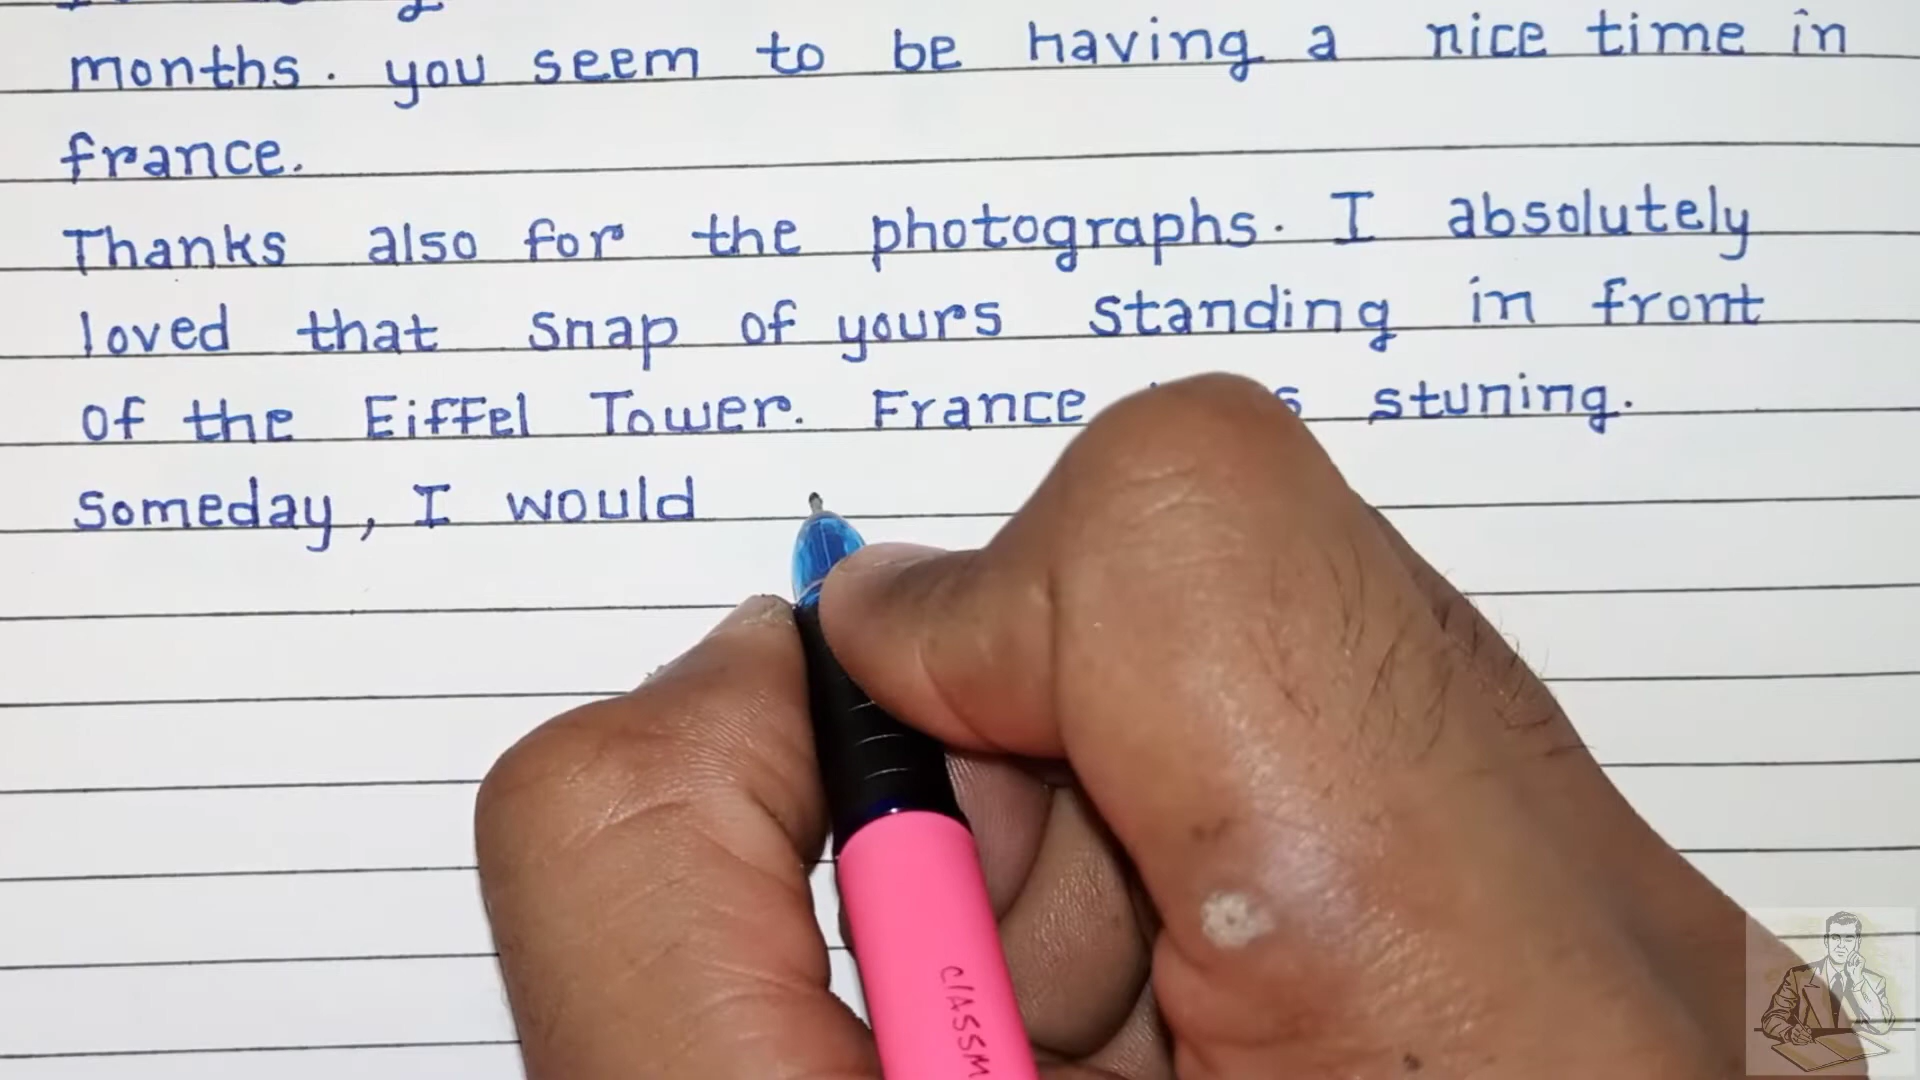 months. you seem to be having a nice time in
france.
Thanks also for the photographs. I absolutely
loved that snap of yours standing in front
of the Eiffel Tower. France stuning.
Someday, I would
CLASSM